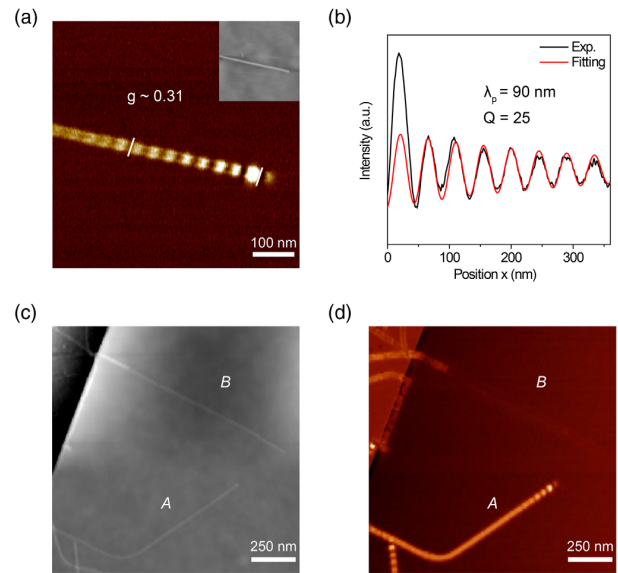 (a)
g ~ 0.31
100 nm
(b)
Intensity (a.u.)
Exp.
Fitting
λp = 90 nm
Q = 25
0 100 200 300
Position x (nm)
(c)
B
A
250 nm
(d)
B
A
250 nm